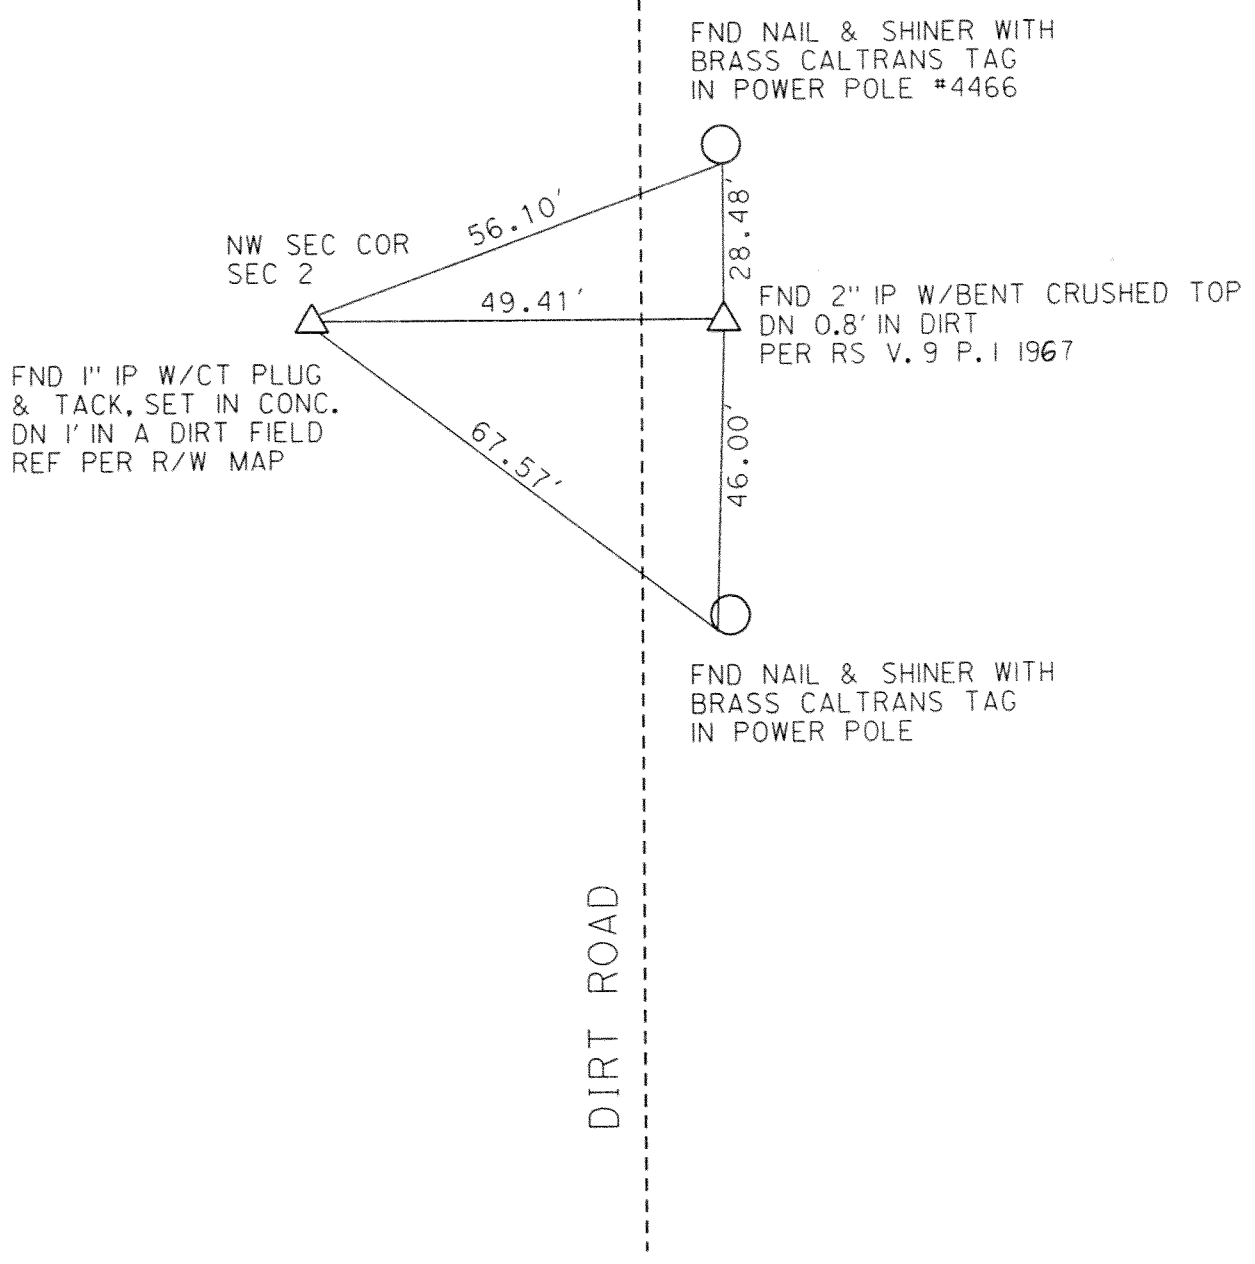 FND NAIL & SHINER WITH
BRASS CALTRANS TAG
IN POWER POLE #4466
56.10'
28.48'
NW SEC COR
SEC 2
49.41'
FND 2" IP W/BENT CRUSHED TOP
DN 0.8' IN DIRT
PER RS V. 9 P. 1 1967
FND 1" IP W/CT PLUG
& TACK, SET IN CONC.
DN 1' IN A DIRT FIELD
REF PER R/W MAP
67.57'
46.00'
FND NAIL & SHINER WITH
BRASS CALTRANS TAG
IN POWER POLE
DIRT ROAD